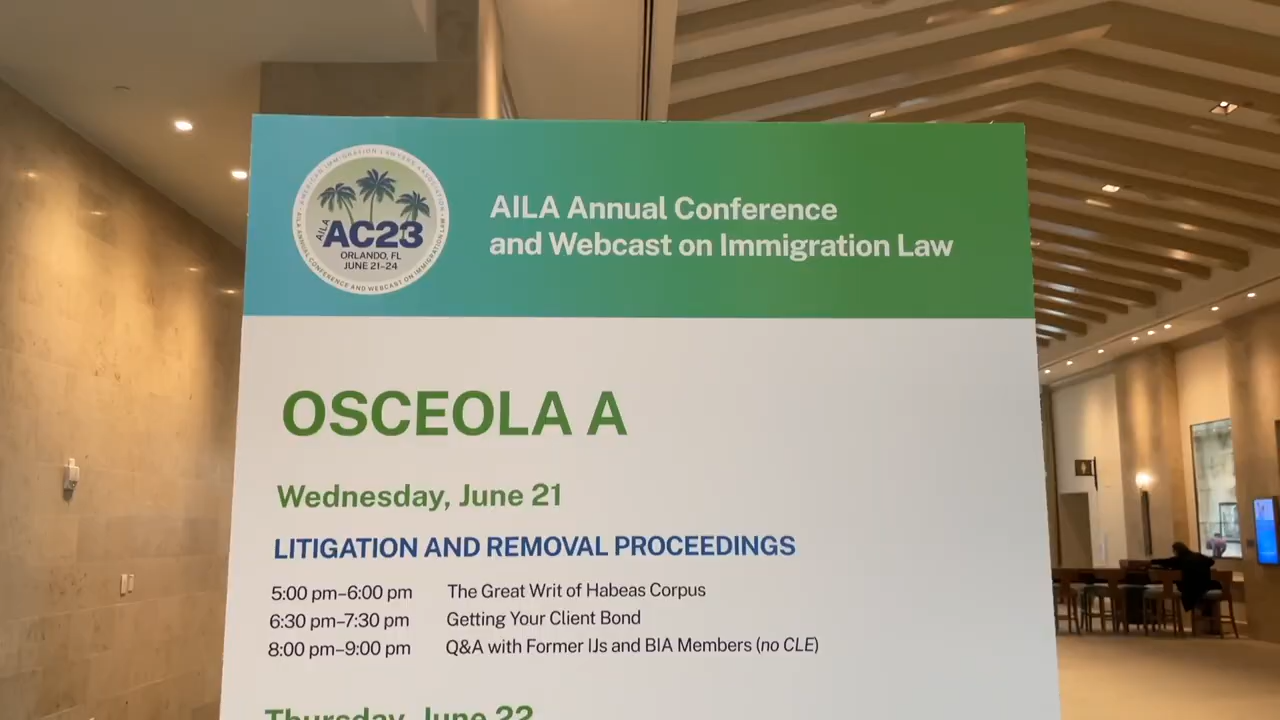 AMERICAN IMMIGRATION LAWYERS ASSOCIATION
AILA
AC23
ORLANDO, FL
JUNE 21–24
AILA ANNUAL CONFERENCE AND WEBCAST ON IMMIGRATION LAW
AILA Annual Conference
and Webcast on Immigration Law
OSCEOLA A
Wednesday, June 21
LITIGATION AND REMOVAL PROCEEDINGS
5:00 pm–6:00 pm The Great Writ of Habeas Corpus
6:30 pm–7:30 pm Getting Your Client Bond
8:00 pm–9:00 pm Q&A with Former IJs and BIA Members (no CLE)
Thursday, June 22